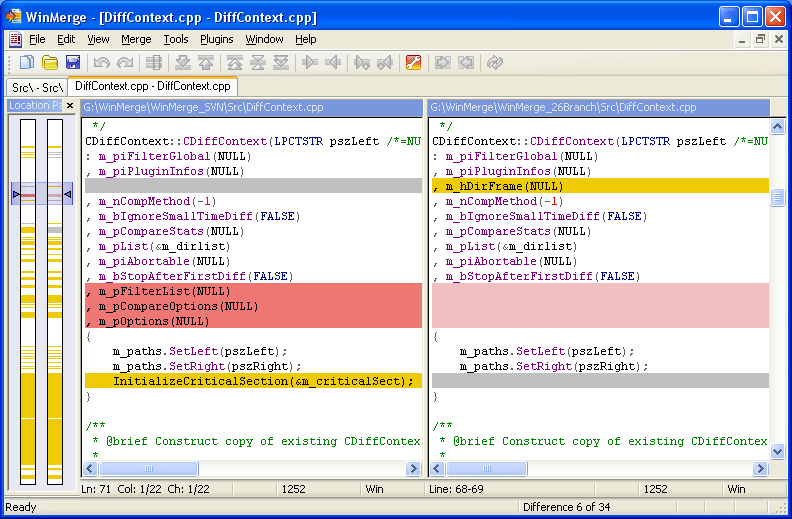 WinMerge - [DiffContext.cpp - DiffContext.cpp]
File Edit View Merge Tools Plugins Window Help
Src\ - Src\ DiffContext.cpp - DiffContext.cpp
Location Pa
G:\WinMerge\WinMerge_SVN\Src\DiffContext.cpp
*/
CDiffContext::CDiffContext(LPCTSTR pszLeft /*=NU
: m_piFilterGlobal(NULL)
, m_piPluginInfos(NULL)
, m_nCompMethod(-1)
, m_bIgnoreSmallTimeDiff(FALSE)
, m_pCompareStats(NULL)
, m_pList(&m_dirlist)
, m_piAbortable(NULL)
, m_bStopAfterFirstDiff(FALSE)
, m_pFilterList(NULL)
, m_pCompareOptions(NULL)
, m_pOptions(NULL)
{
m_paths.SetLeft(pszLeft);
m_paths.SetRight(pszRight);
InitializeCriticalSection(&m_criticalSect);
}
/**
* @brief Construct copy of existing CDiffContex
*
G:\WinMerge\WinMerge_26Branch\Src\DiffContext.cpp
*/
CDiffContext::CDiffContext(LPCTSTR pszLeft /*=NU
: m_piFilterGlobal(NULL)
, m_piPluginInfos(NULL)
, m_hDirFrame(NULL)
, m_nCompMethod(-1)
, m_bIgnoreSmallTimeDiff(FALSE)
, m_pCompareStats(NULL)
, m_pList(&m_dirlist)
, m_piAbortable(NULL)
, m_bStopAfterFirstDiff(FALSE)
{
m_paths.SetLeft(pszLeft);
m_paths.SetRight(pszRight);
}
/**
* @brief Construct copy of existing CDiffContex
*
Ln: 71 Col: 1/22 Ch: 1/22 1252 Win
Line: 68-69 1252 Win
Ready Difference 6 of 34